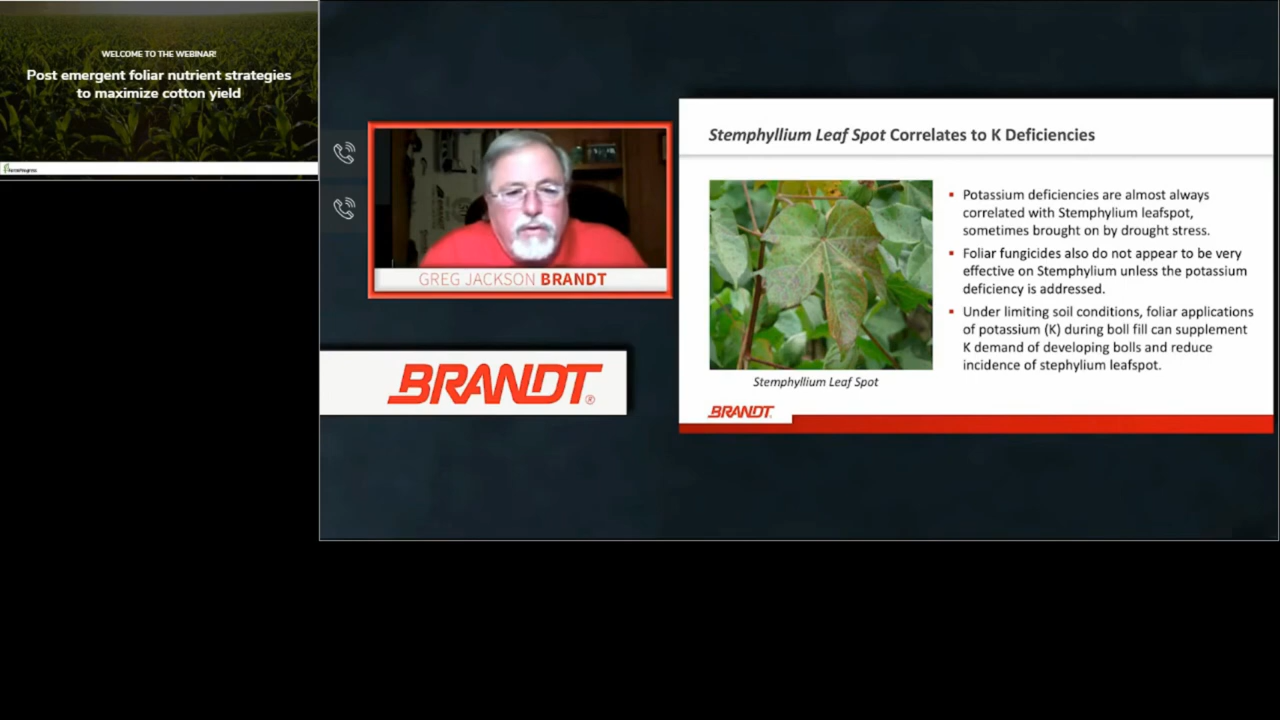 WELCOME TO THE WEBINAR!
Post emergent foliar nutrient strategies
to maximize cotton yield
GREG JACKSON BRANDT
BRANDT®
Stemphyllium Leaf Spot Correlates to K Deficiencies
▪ Potassium deficiencies are almost always
correlated with Stemphylium leafspot,
sometimes brought on by drought stress.
▪ Foliar fungicides also do not appear to be very
effective on Stemphylium unless the potassium
deficiency is addressed.
▪ Under limiting soil conditions, foliar applications
of potassium (K) during boll fill can supplement
K demand of developing bolls and reduce
incidence of stephylium leafspot.
Stemphyllium Leaf Spot
BRANDT